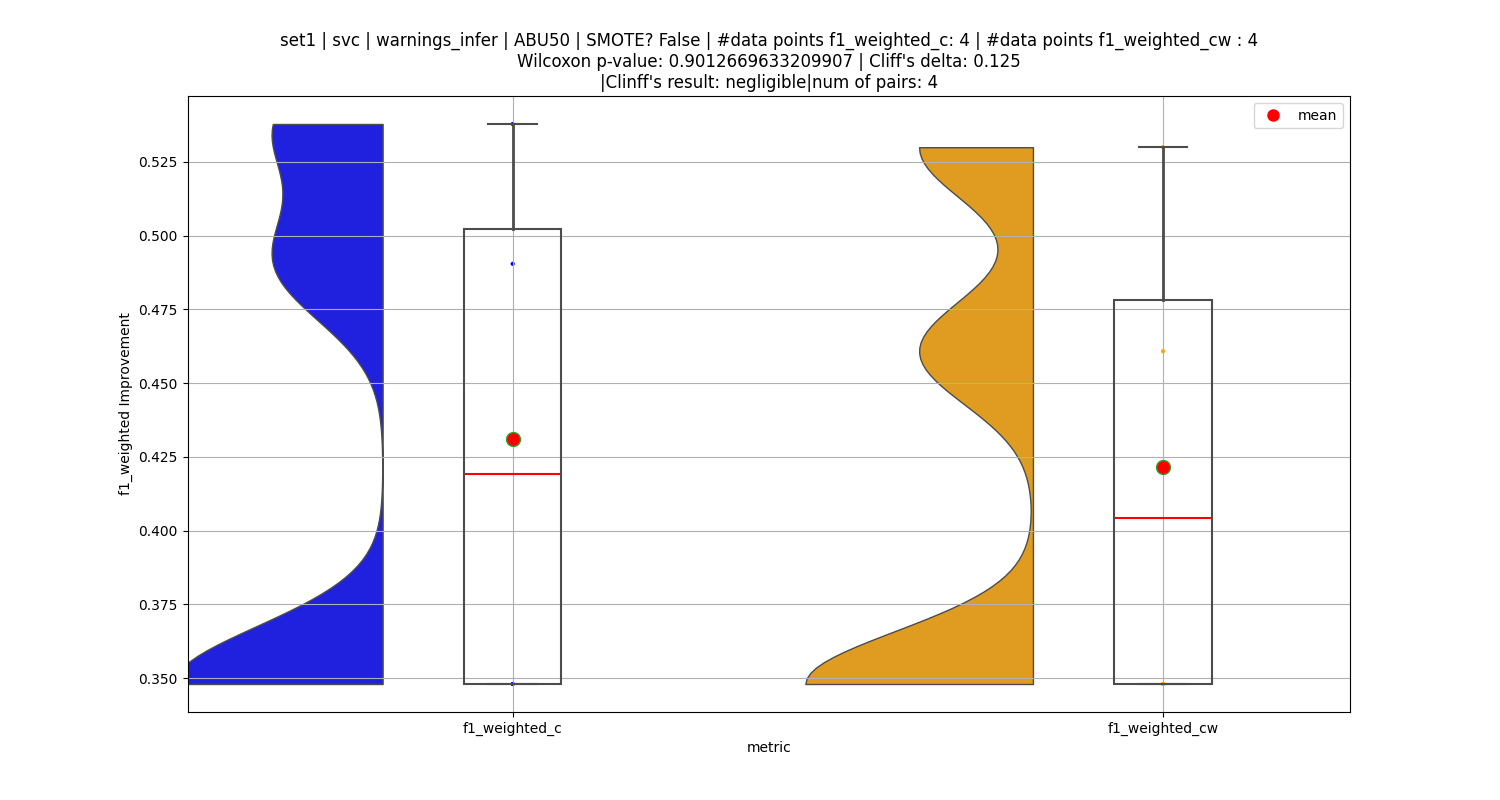 set1 | svc | warnings_infer | ABU50 | SMOTE? False | #data points f1_weighted_c: 4 | #data points f1_weighted_cw : 4
Wilcoxon p-value: 0.9012669633209907 | Cliff's delta: 0.125
|Clinff's result: negligible|num of pairs: 4
mean
0.525
0.500
0.475
0.450
0.425
0.400
0.375
0.350
f1_weighted Improvement
f1_weighted_c
f1_weighted_cw
metric